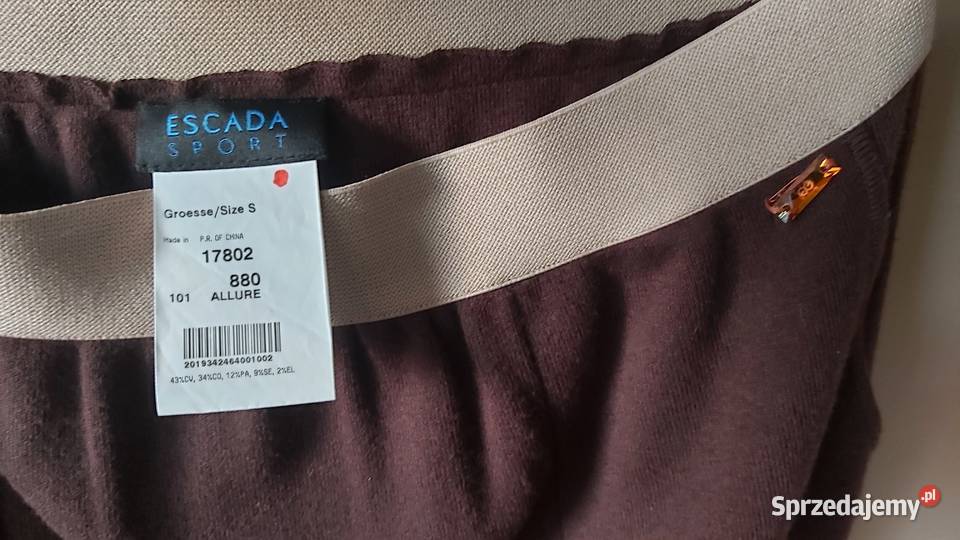 ESCADA
SPORT
Groesse/Size S
Made in P.R. OF CHINA
17802
880
101 ALLURE
2019342464001002
43%CV, 34%CO, 12%PA, 9%SE, 2%EL
Sprzedajemy.pl